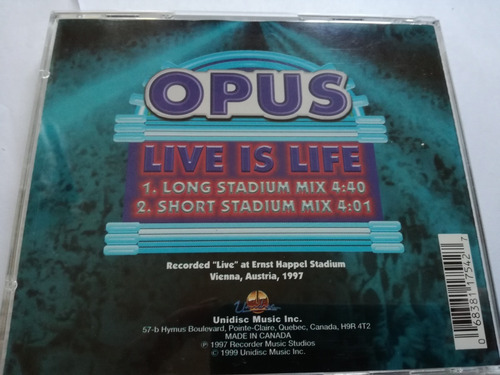 OPUS
LIVE IS LIFE
1. LONG STADIUM MIX 4:40
2. SHORT STADIUM MIX 4:01
Recorded "Live" at Ernst Happel Stadium
Vienna, Austria, 1997
Unidisc Music Inc.
57-b Hymus Boulevard, Pointe-Claire, Quebec, Canada, H9R 4T2
MADE IN CANADA
℗ 1997 Recorder Music Studios
© 1999 Unidisc Music Inc.
0 68381 17542 7